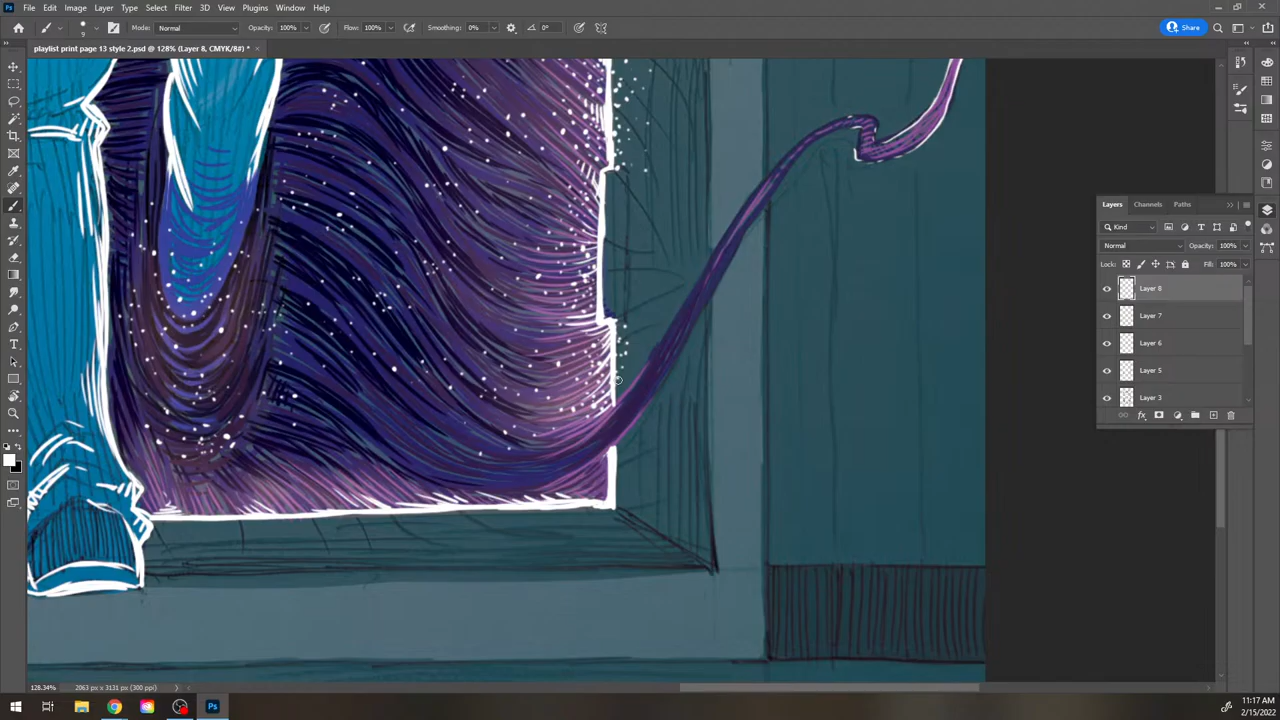 File Edit Image Layer Type Select Filter 3D View Plugins Window Help
Mode: Normal Opacity: 100% Flow: 100% Smoothing: 0% 0° Share
playlist print page 13 style 2.psd @ 128% (Layer 8, CMYK/8#) * ×
Layers Channels Paths
Kind
Normal Opacity: 100%
Lock: Fill: 100%
Layer 8
Layer 7
Layer 6
Layer 5
Layer 3
128.34% 2063 px x 3131 px (300 ppi)
11:17 AM
2/15/2022